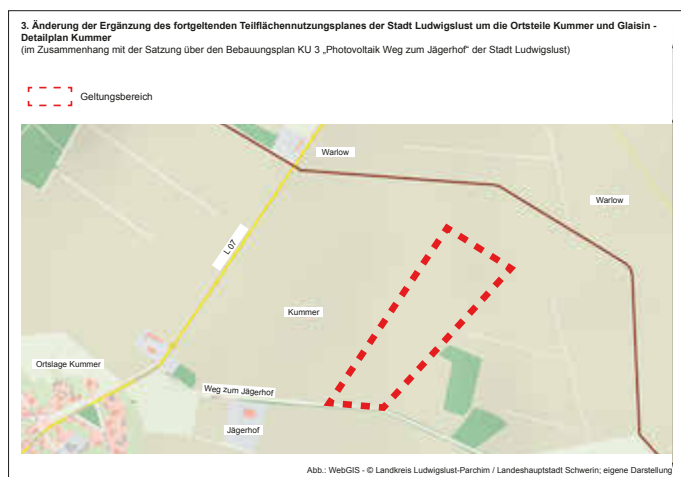 3. Änderung der Ergänzung des fortgeltenden Teilflächennutzungsplanes der Stadt Ludwigslust um die Ortsteile Kummer und Glaisin -
Detailplan Kummer
(im Zusammenhang mit der Satzung über den Bebauungsplan KU 3 „Photovoltaik Weg zum Jägerhof“ der Stadt Ludwigslust)
Geltungsbereich
Warlow
Warlow
L 07
Kummer
Ortslage Kummer
Weg zum Jägerhof
Jägerhof
Abb.: WebGIS - © Landkreis Ludwigslust-Parchim / Landeshauptstadt Schwerin; eigene Darstellung